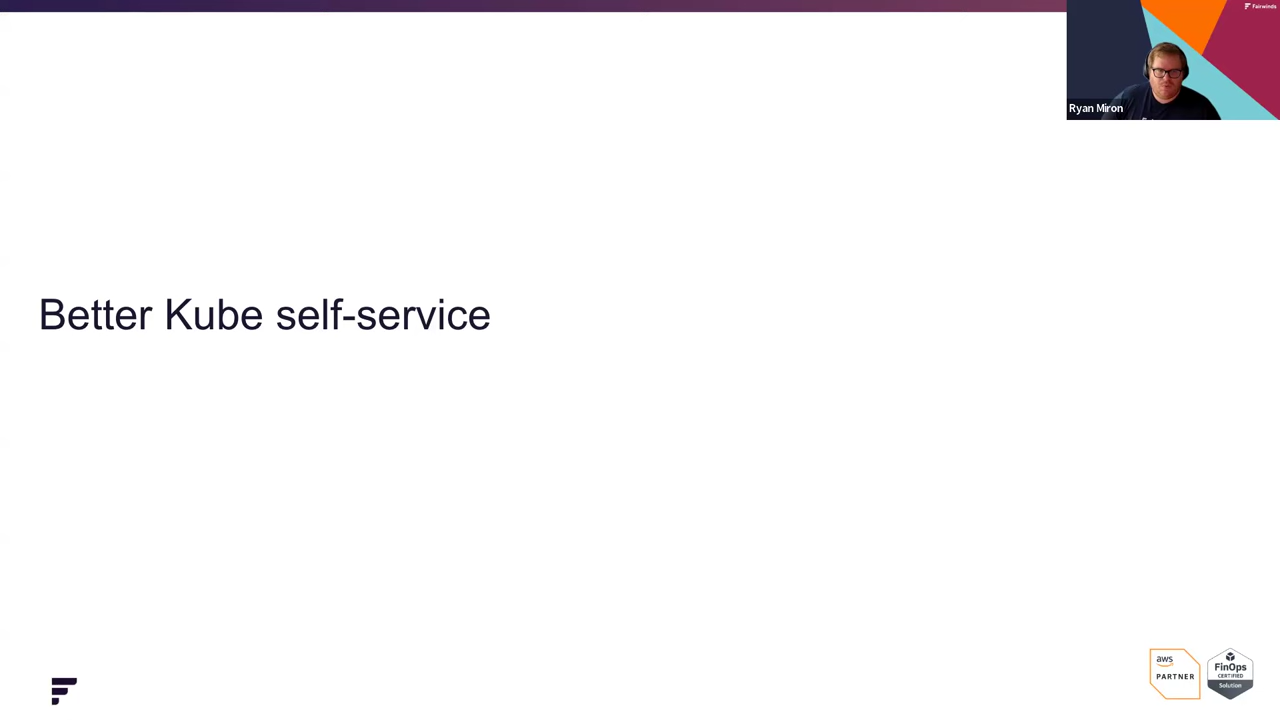 Fairwinds
Ryan Miron
Better Kube self-service
aws
PARTNER
FinOps
CERTIFIED
Solution